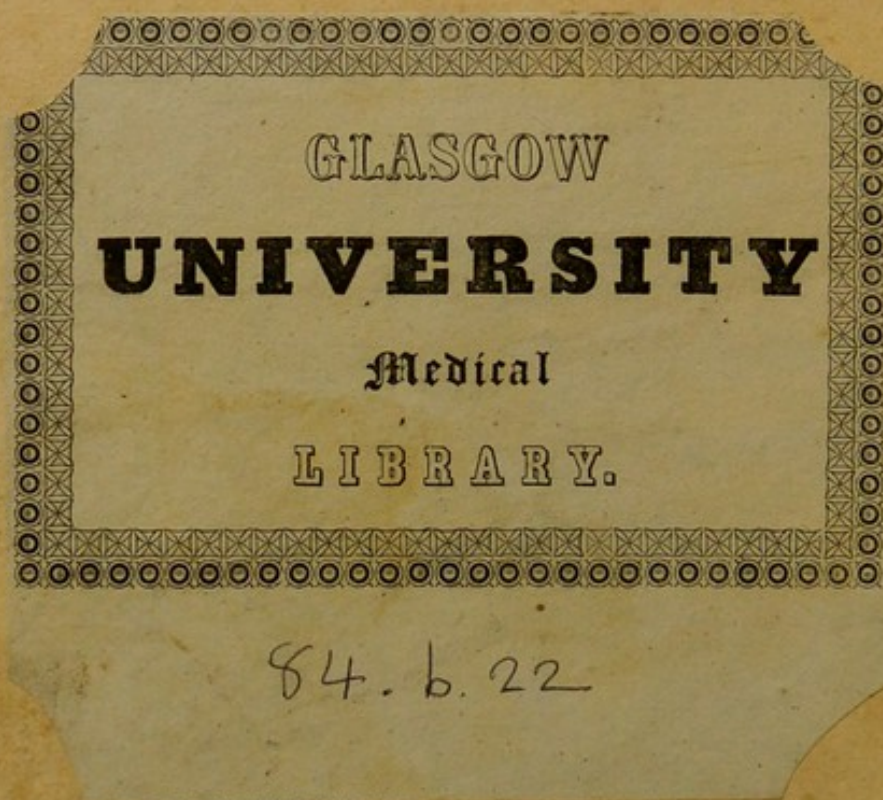 GLASGOW
UNIVERSITY
Medical
LIBRARY.
84. b. 22